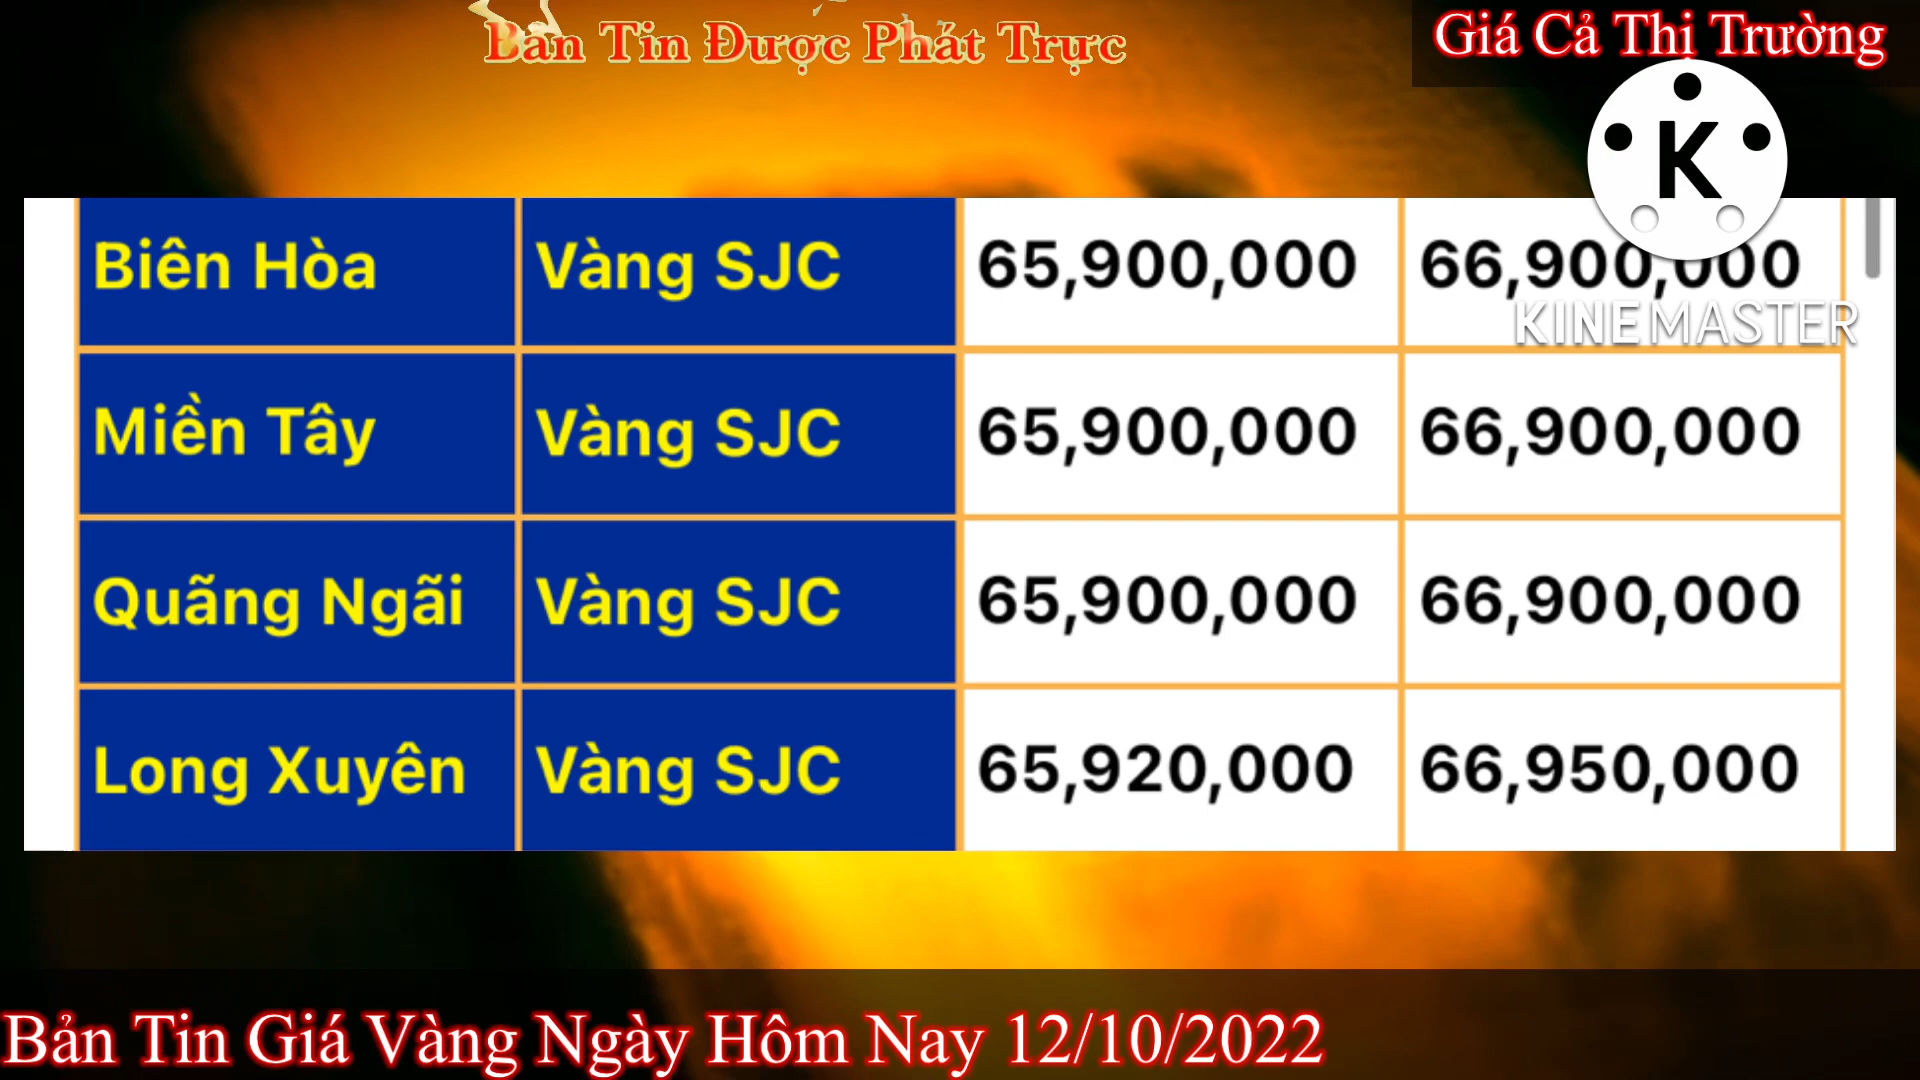 Bản Tin Được Phát Trực
Giá Cả Thị Trường
K
Biên Hòa Vàng SJC 65,900,000 66,900,000
KINEMASTER
Miền Tây Vàng SJC 65,900,000 66,900,000
Quãng Ngãi Vàng SJC 65,900,000 66,900,000
Long Xuyên Vàng SJC 65,920,000 66,950,000
Bản Tin Giá Vàng Ngày Hôm Nay 12/10/2022